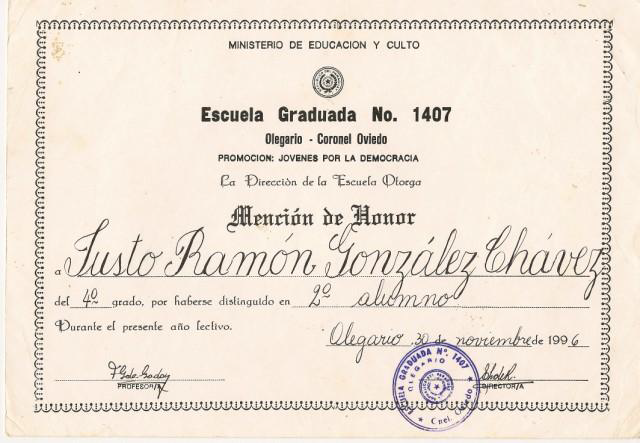 MINISTERIO DE EDUCACION Y CULTO
Escuela Graduada No. 1407
Olegario - Coronel Oviedo
PROMOCION: JOVENES POR LA DEMOCRACIA
La Dirección de la Escuela Otorga
Mención de Honor
a Justo Ramón González Chávez
del 4º grado, por haberse distinguido en 2º alumno
Durante el presente año lectivo.
Olegario, 30 de noviembre de 1996
PROFESOR/A
DIRECTOR/A
ESCUELA GRADUADA Nº. 1407
OLEGARIO
Cnel. Oviedo